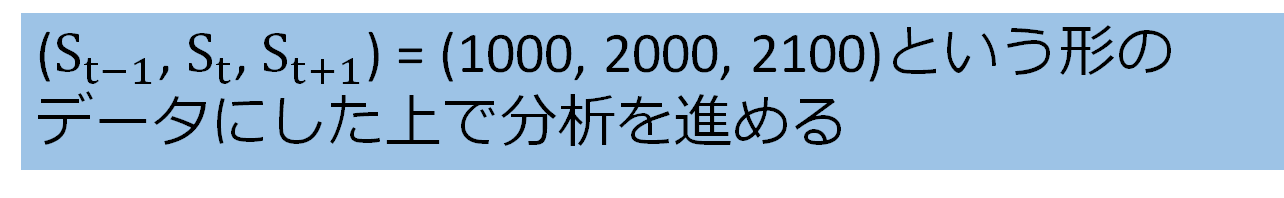 (S_{t−1}, S_t, S_{t+1}) = (1000, 2000, 2100)という形の
データにした上で分析を進める